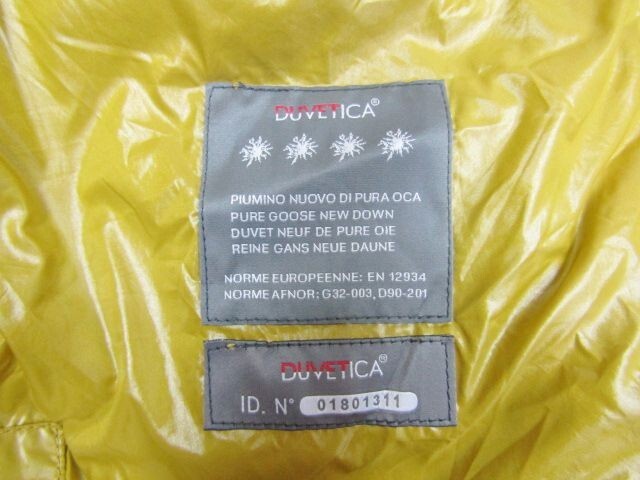 DUVETICA®
PIUMINO NUOVO DI PURA OCA
PURE GOOSE NEW DOWN
DUVET NEUF DE PURE OIE
REINE GANS NEUE DAUNE
NORME EUROPEENNE: EN 12934
NORME AFNOR: G32-003, D90-201
DUVETICA®
ID. N° 01801311